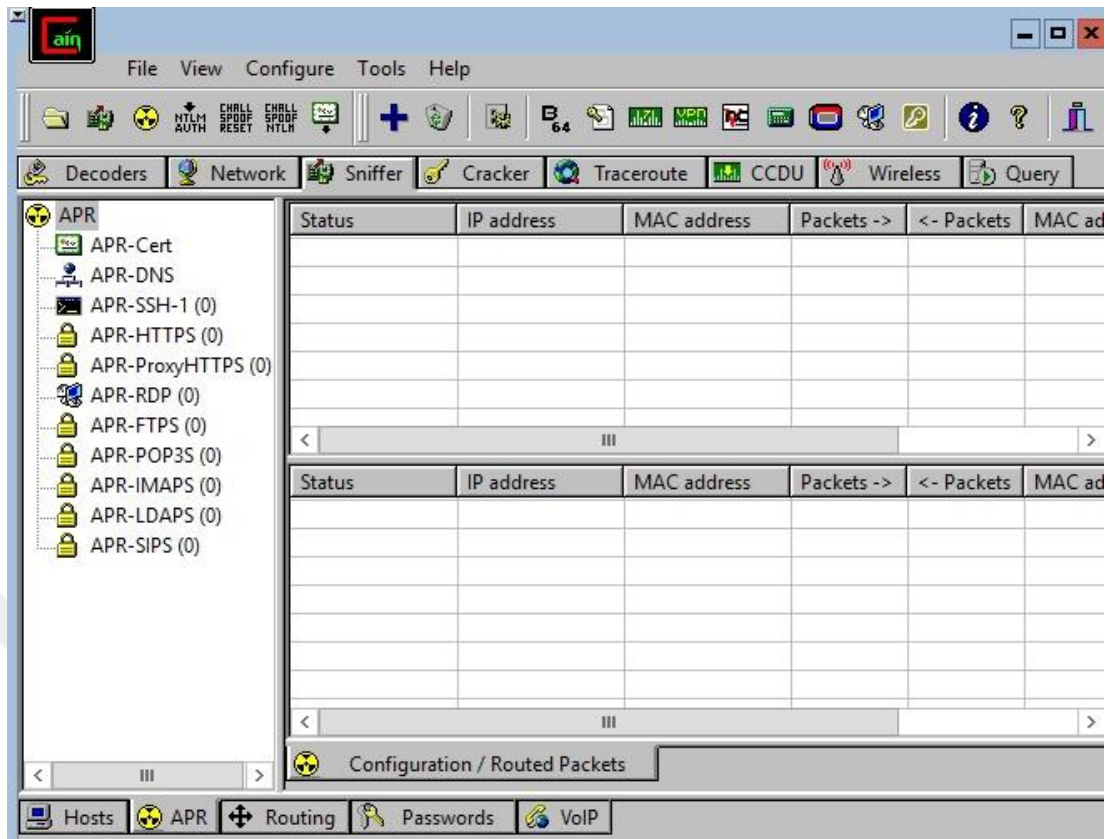 Cain
File View Configure Tools Help
NTLM AUTH CHALL SPOOF RESET CHALL SPOOF NTLM B64
Decoders Network Sniffer Cracker Traceroute CCDU Wireless Query
APR
APR-Cert
APR-DNS
APR-SSH-1 (0)
APR-HTTPS (0)
APR-ProxyHTTPS (0)
APR-RDP (0)
APR-FTPS (0)
APR-POP3S (0)
APR-IMAPS (0)
APR-LDAPS (0)
APR-SIPS (0)
Status IP address MAC address Packets -> <- Packets MAC ad
Status IP address MAC address Packets -> <- Packets MAC ad
Configuration / Routed Packets
Hosts APR Routing Passwords VoIP